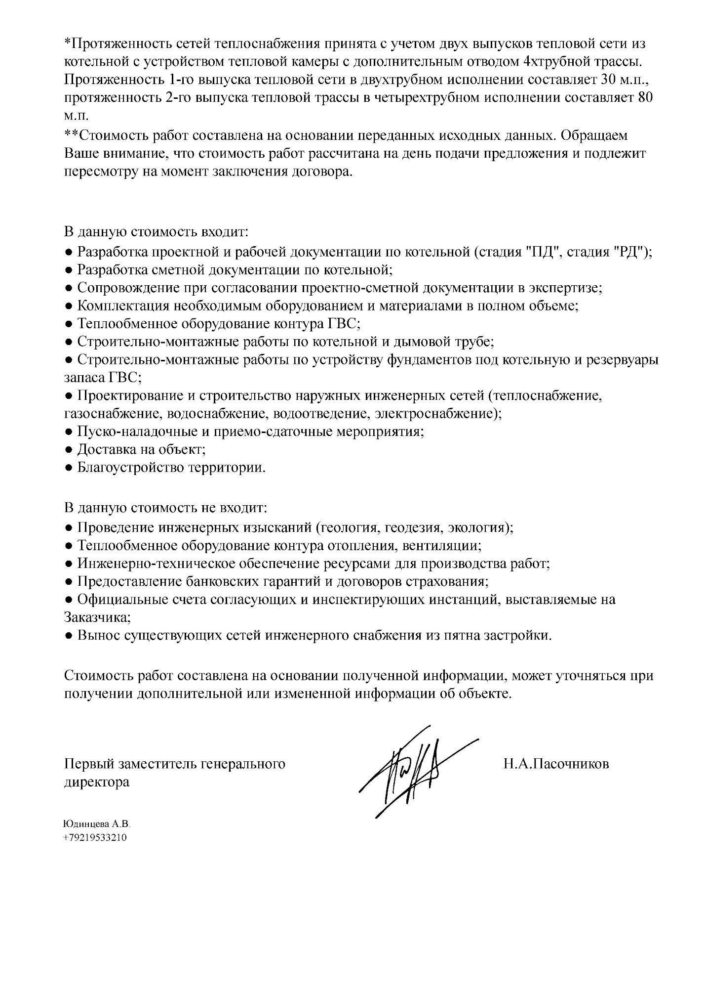 *Протяженность сетей теплоснабжения принята с учетом двух выпусков тепловой сети из
котельной с устройством тепловой камеры с дополнительным отводом 4хтрубной трассы.
Протяженность 1-го выпуска тепловой сети в двухтрубном исполнении составляет 30 м.п.,
протяженность 2-го выпуска тепловой трассы в четырехтрубном исполнении составляет 80
м.п.
**Стоимость работ составлена на основании переданных исходных данных. Обращаем
Ваше внимание, что стоимость работ рассчитана на день подачи предложения и подлежит
пересмотру на момент заключения договора.
В данную стоимость входит:
● Разработка проектной и рабочей документации по котельной (стадия "ПД", стадия "РД");
● Разработка сметной документации по котельной;
● Сопровождение при согласовании проектно-сметной документации в экспертизе;
● Комплектация необходимым оборудованием и материалами в полном объеме;
● Теплообменное оборудование контура ГВС;
● Строительно-монтажные работы по котельной и дымовой трубе;
● Строительно-монтажные работы по устройству фундаментов под котельную и резервуары
запаса ГВС;
● Проектирование и строительство наружных инженерных сетей (теплоснабжение,
газоснабжение, водоснабжение, водоотведение, электроснабжение);
● Пуско-наладочные и приемо-сдаточные мероприятия;
● Доставка на объект;
● Благоустройство территории.
В данную стоимость не входит:
● Проведение инженерных изысканий (геология, геодезия, экология);
● Теплообменное оборудование контура отопления, вентиляции;
● Инженерно-техническое обеспечение ресурсами для производства работ;
● Предоставление банковских гарантий и договоров страхования;
● Официальные счета согласующих и инспектирующих инстанций, выставляемые на
Заказчика;
● Вынос существующих сетей инженерного снабжения из пятна застройки.
Стоимость работ составлена на основании полученной информации, может уточняться при
получении дополнительной или измененной информации об объекте.
Первый заместитель генерального
директора
Н.А.Пасочников
Юдинцева А.В.
+79219533210